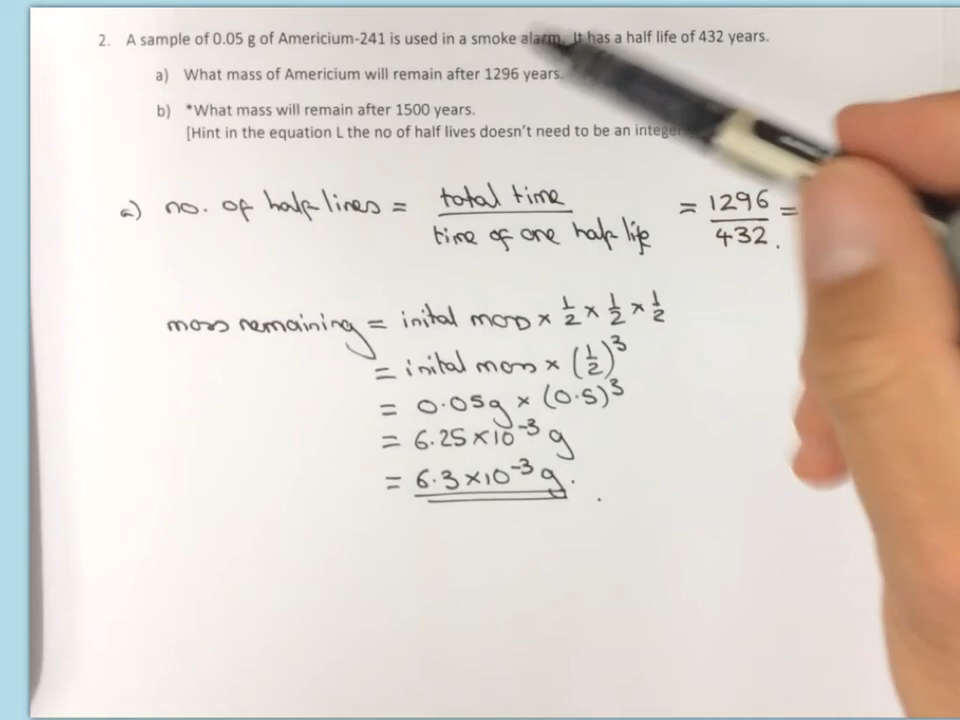 2. A sample of 0.05 g of Americium-241 is used in a smoke alarm. It has a half life of 432 years.
a) What mass of Americium will remain after 1296 years.
b) *What mass will remain after 1500 years.
[Hint in the equation L the no of half lives doesn't need to be an integer
a) no. of half lives = total time / time of one half life = 1296 / 432 =
mass remaining = inital mass × 1/2 × 1/2 × 1/2
= inital mass × (1/2)³
= 0.05g × (0.5)³
= 6.25 × 10⁻³ g
= 6.3 × 10⁻³ g.